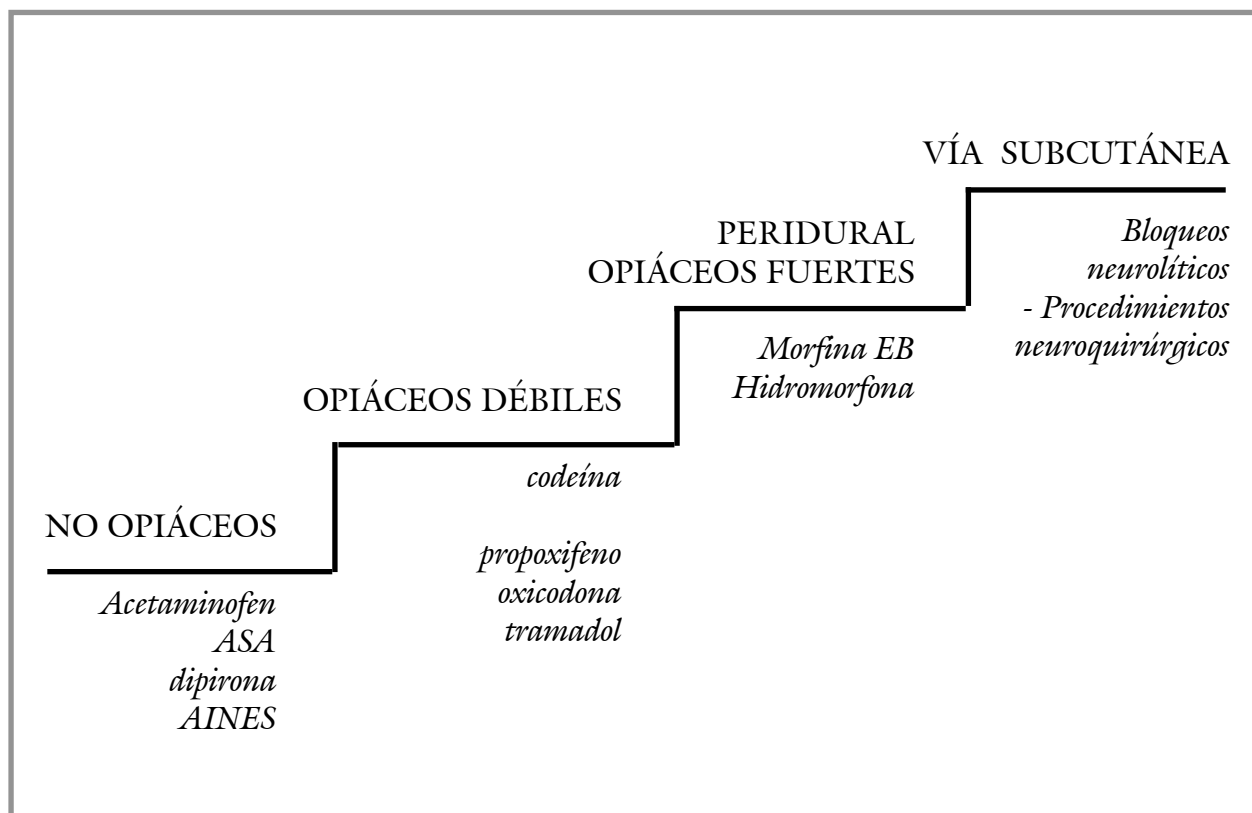 VÍA SUBCUTÁNEA
Bloqueos
neurolíticos
- Procedimientos
neuroquirúrgicos
PERIDURAL
OPIÁCEOS FUERTES
Morfina EB
Hidromorfona
OPIÁCEOS DÉBILES
codeína
propoxifeno
oxicodona
tramadol
NO OPIÁCEOS
Acetaminofen
ASA
dipirona
AINES